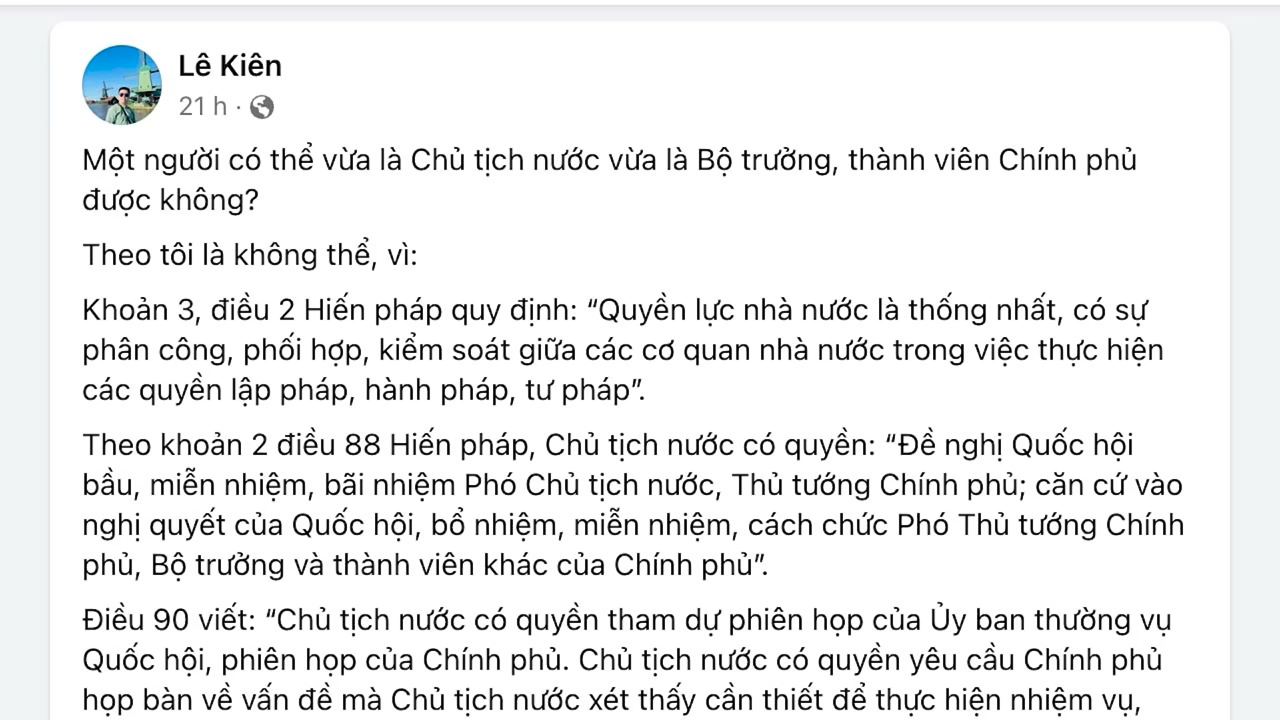 Lê Kiên
21 h ·
Một người có thể vừa là Chủ tịch nước vừa là Bộ trưởng, thành viên Chính phủ
được không?
Theo tôi là không thể, vì:
Khoản 3, điều 2 Hiến pháp quy định: “Quyền lực nhà nước là thống nhất, có sự
phân công, phối hợp, kiểm soát giữa các cơ quan nhà nước trong việc thực hiện
các quyền lập pháp, hành pháp, tư pháp”.
Theo khoản 2 điều 88 Hiến pháp, Chủ tịch nước có quyền: “Đề nghị Quốc hội
bầu, miễn nhiệm, bãi nhiệm Phó Chủ tịch nước, Thủ tướng Chính phủ; căn cứ vào
nghị quyết của Quốc hội, bổ nhiệm, miễn nhiệm, cách chức Phó Thủ tướng Chính
phủ, Bộ trưởng và thành viên khác của Chính phủ”.
Điều 90 viết: “Chủ tịch nước có quyền tham dự phiên họp của Ủy ban thường vụ
Quốc hội, phiên họp của Chính phủ. Chủ tịch nước có quyền yêu cầu Chính phủ
họp bàn về vấn đề mà Chủ tịch nước xét thấy cần thiết để thực hiện nhiệm vụ,